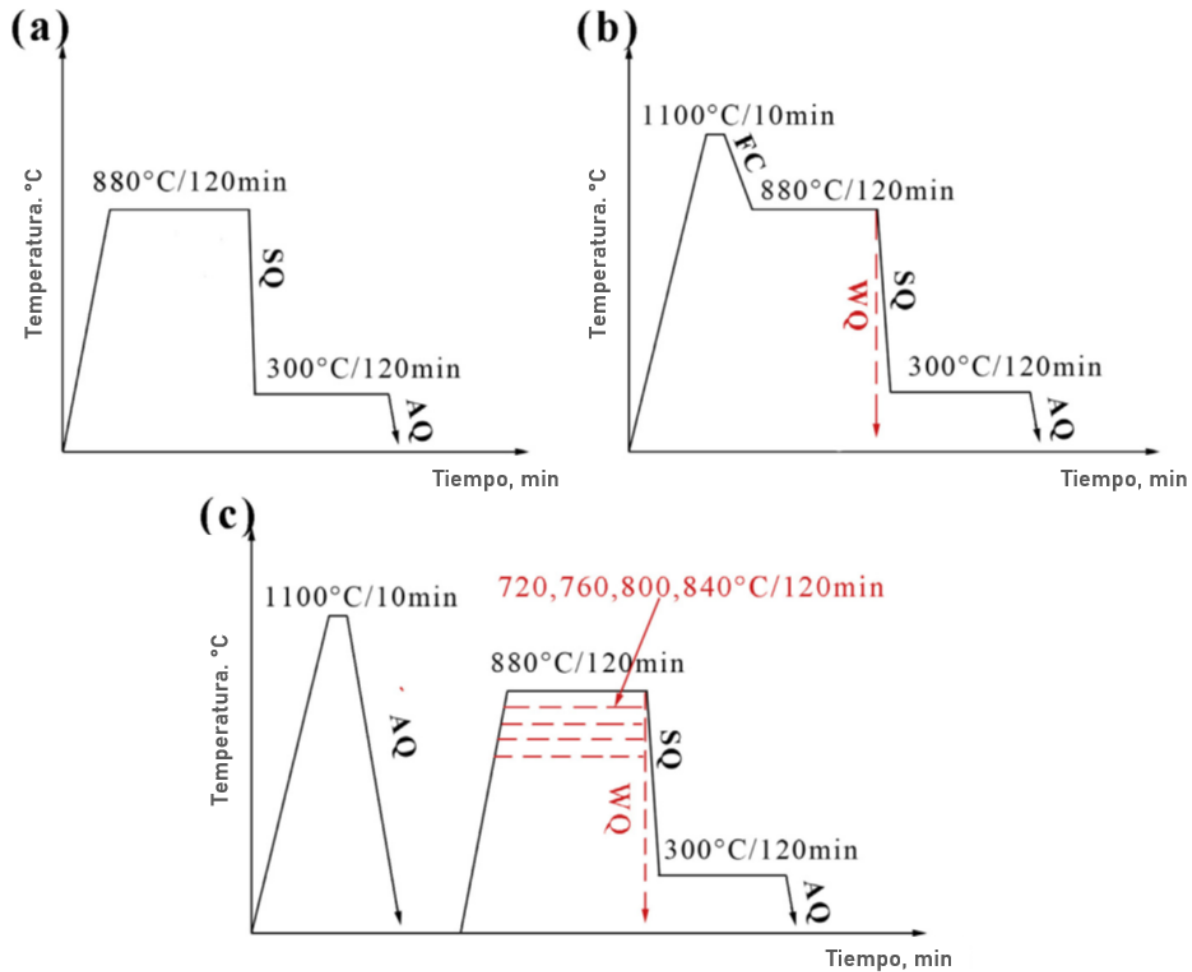 (a)
Temperatura. °C
880°C/120min
SQ
300°C/120min
AQ
Tiempo, min
(b)
Temperatura. °C
1100°C/10min
FC
880°C/120min
WQ
SQ
300°C/120min
AQ
Tiempo, min
(c)
Temperatura. °C
1100°C/10min
AQ
720,760,800,840°C/120min
880°C/120min
WQ
SQ
300°C/120min
AQ
Tiempo, min